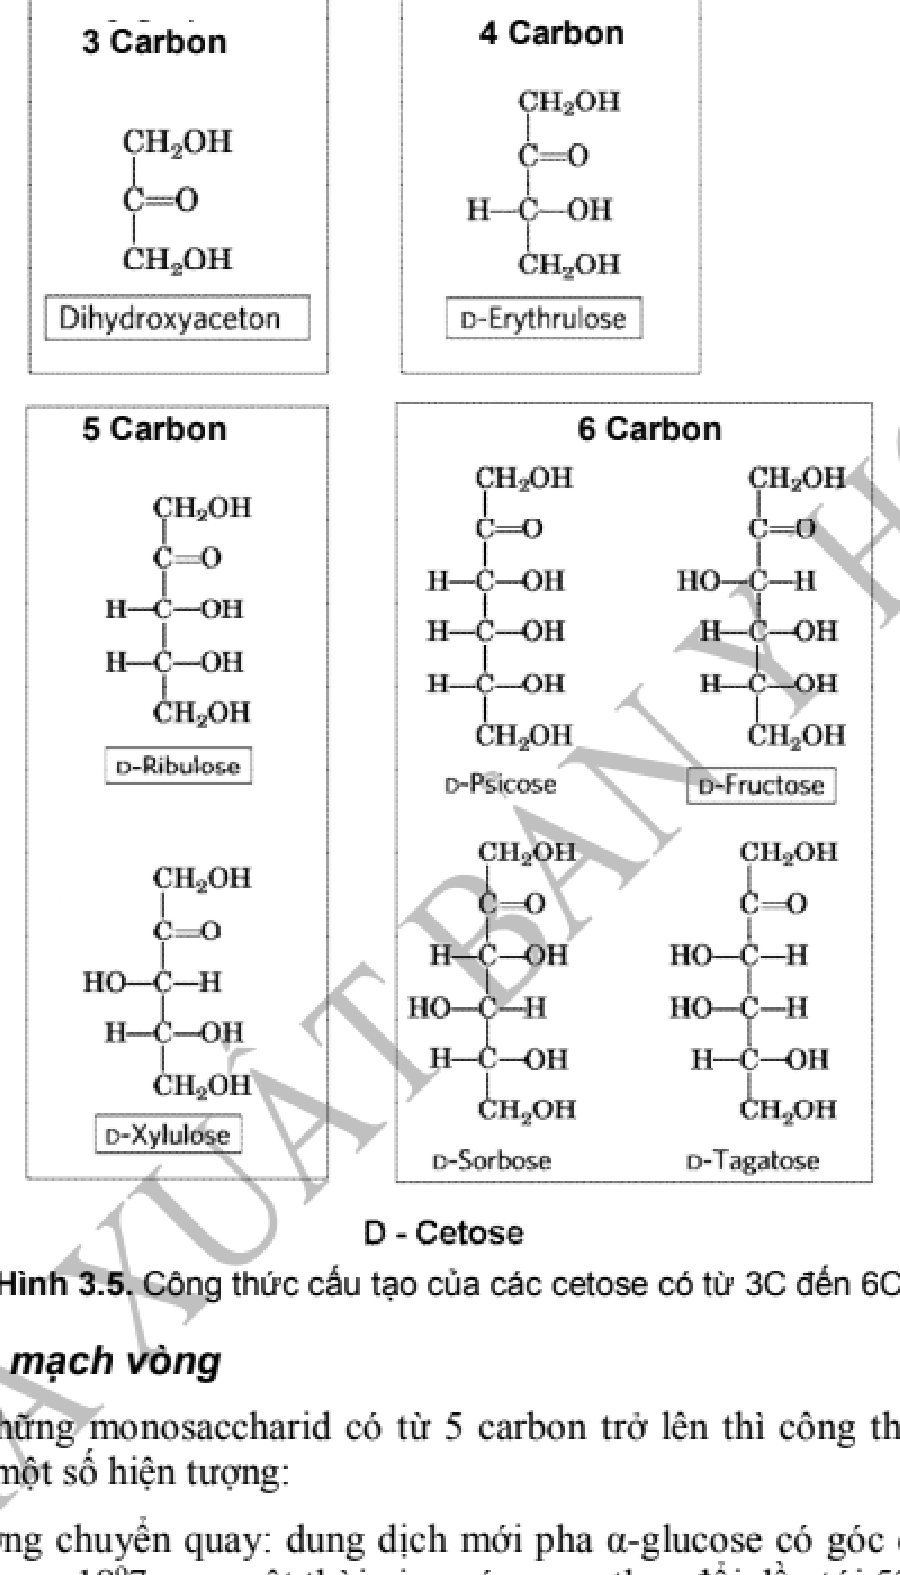 3 Carbon
4 Carbon
CH₂OH
C=O
CH₂OH
Dihydroxyaceton
CH₂OH
C=O
H—C—OH
CH₂OH
D-Erythrulose
5 Carbon
6 Carbon
CH₂OH
C=O
H—C—OH
H—C—OH
CH₂OH
D-Ribulose
CH₂OH
C=O
H—C—OH
H—C—OH
H—C—OH
CH₂OH
D-Psicose
CH₂OH
C=O
HO—C—H
H—C—OH
H—C—OH
CH₂OH
D-Fructose
CH₂OH
C=O
HO—C—H
H—C—OH
CH₂OH
D-Xylulose
CH₂OH
C=O
H—C—OH
HO—C—H
H—C—OH
CH₂OH
D-Sorbose
CH₂OH
C=O
HO—C—H
HO—C—H
H—C—OH
CH₂OH
D-Tagatose
D - Cetose
Hình 3.5. Công thức cấu tạo của các cetose có từ 3C đến 6C
mạch vòng
monosaccharid có từ 5 carbon trở lên thì công
một số hiện tượng:
chuyển quay: dung dịch mới pha α-glucose có góc
XUẤT BẢN Y